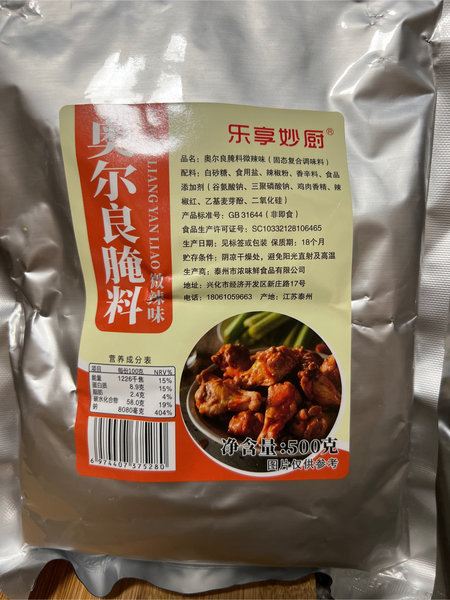 乐享妙厨®
奥尔良腌料
LIANG YAN LIAO
微辣味
品名：奥尔良腌料微辣味（固态复合调味料）
配料：白砂糖、食用盐、辣椒粉、香辛料、食品
添加剂（谷氨酸钠、三聚磷酸钠、鸡肉香精、辣
椒红、乙基麦芽酚、二氧化硅）
产品标准号：GB 31644（非即食）
食品生产许可证号：SC10332128106465
生产日期：见标签或包装 保质期：18个月
贮存条件：阴凉干燥处，避免阳光直射及高温
生产商：泰州市浓味鲜食品有限公司
地址：兴化市经济开发区新庄路17号
电话：18061059663 产地：江苏泰州
营养成分表
项目 每份100克 NRV%
能量 1226千焦 15%
蛋白质 8.9克 15%
脂肪 2.4克 4%
碳水化合物 58.0克 19%
钠 8080毫克 404%
6 974407 375280
净含量：500克
图片仅供参考